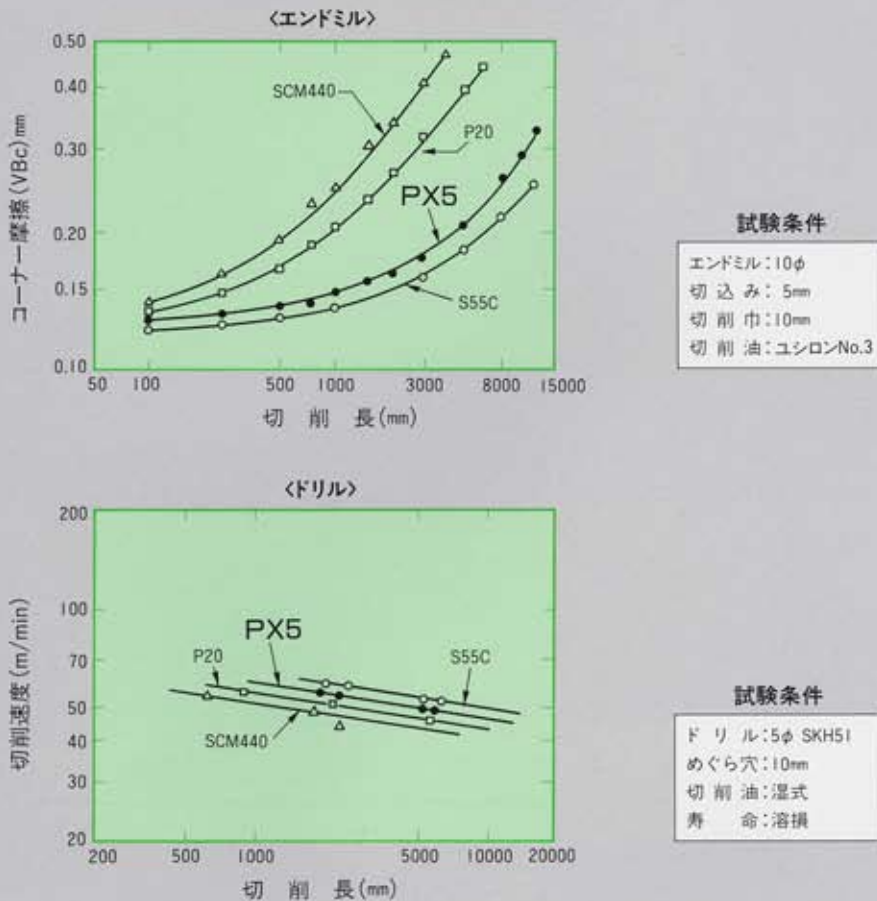 〈エンドミル〉
コーナー摩擦(VBc)mm
0.50
0.40
0.30
0.20
0.15
0.10
SCM440
P20
PX5
S55C
50 100 500 1000 3000 8000 15000
切削長(mm)
試験条件
エンドミル:10φ
切込み: 5mm
切削巾:10mm
切削油:ユシロンNo.3
〈ドリル〉
切削速度(m/min)
200
100
70
50
40
30
20
PX5
P20
S55C
SCM440
200 500 1000 5000 10000 20000
切削長(mm)
試験条件
ドリル:5φ SKH51
めくら穴:10mm
切削油:湿式
寿命:溶損